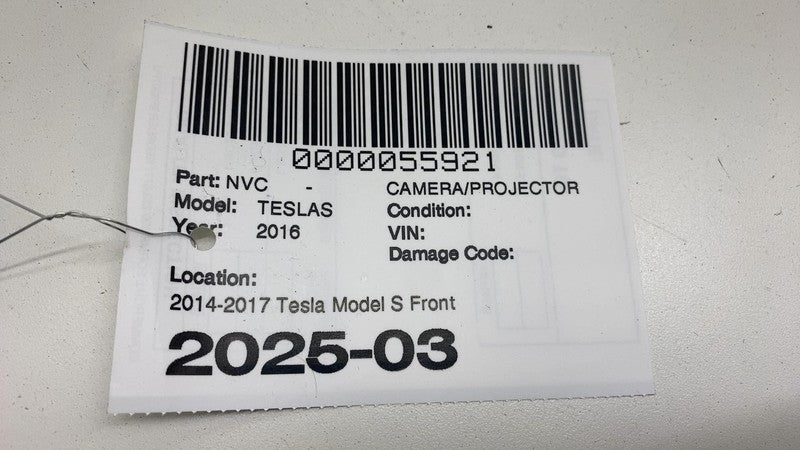 0000055921
Part: NVC - CAMERA/PROJECTOR
Model: TESLAS Condition:
Year: 2016 VIN:
Damage Code:
Location:
2014-2017 Tesla Model S Front
2025-03